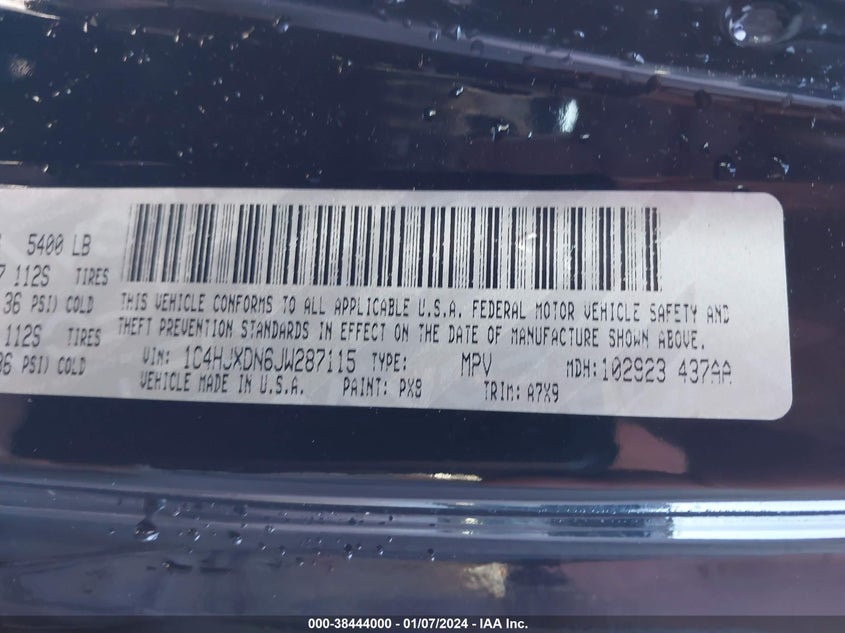 5400 LB
112S TIRES
36 PSI) COLD
112S TIRES
36 PSI) COLD
THIS VEHICLE CONFORMS TO ALL APPLICABLE U.S.A. FEDERAL MOTOR VEHICLE SAFETY AND
THEFT PREVENTION STANDARDS IN EFFECT ON THE DATE OF MANUFACTURE SHOWN ABOVE.
VIN: 1C4HJXDN6JW287115 TYPE: MPV MDH: 102923 437AA
VEHICLE MADE IN U.S.A. PAINT: PX8 TRIM: A7X9
000-38444000 - 01/07/2024 - IAA Inc.